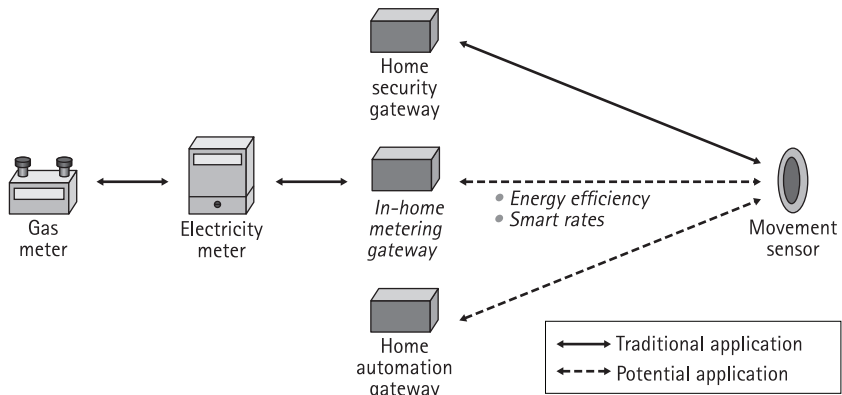 Home
security
gateway
Gas
meter
Electricity
meter
In-home
metering
gateway
• Energy efficiency
• Smart rates
Movement
sensor
Home
automation
gateway
Traditional application
Potential application